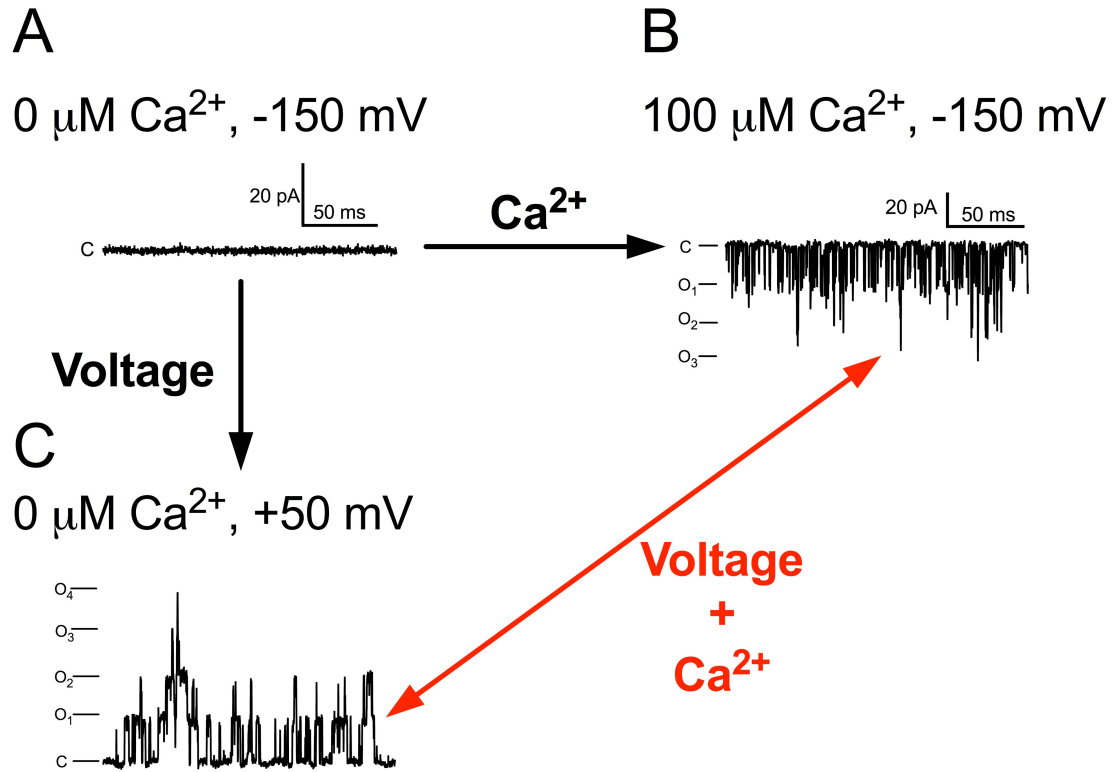 A
0 μM Ca²⁺, -150 mV
20 pA
50 ms
C
Ca²⁺
B
100 μM Ca²⁺, -150 mV
20 pA
50 ms
C
O₁
O₂
O₃
Voltage
C
0 μM Ca²⁺, +50 mV
O₄
O₃
O₂
O₁
C
Voltage
+
Ca²⁺